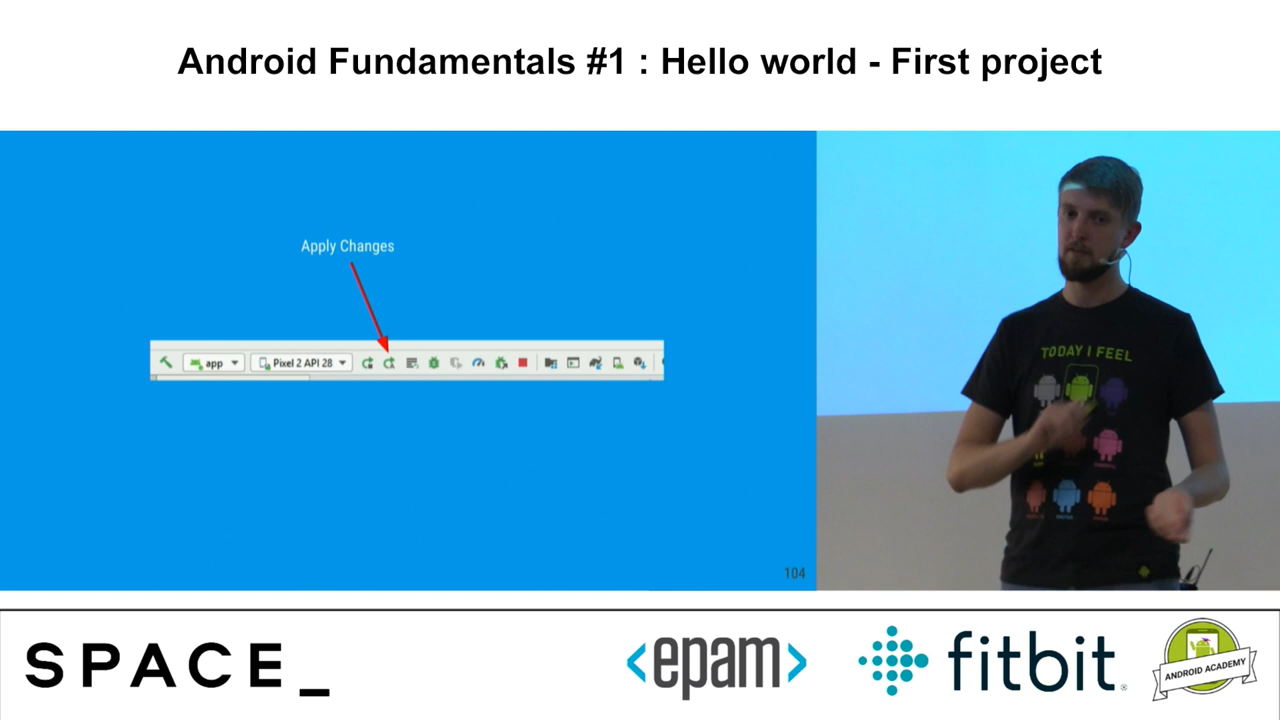 Android Fundamentals #1 : Hello world - First project
Apply Changes
app
Pixel 2 API 28
104
TODAY I FEEL
SPACE_
<epam>
fitbit
ANDROID ACADEMY